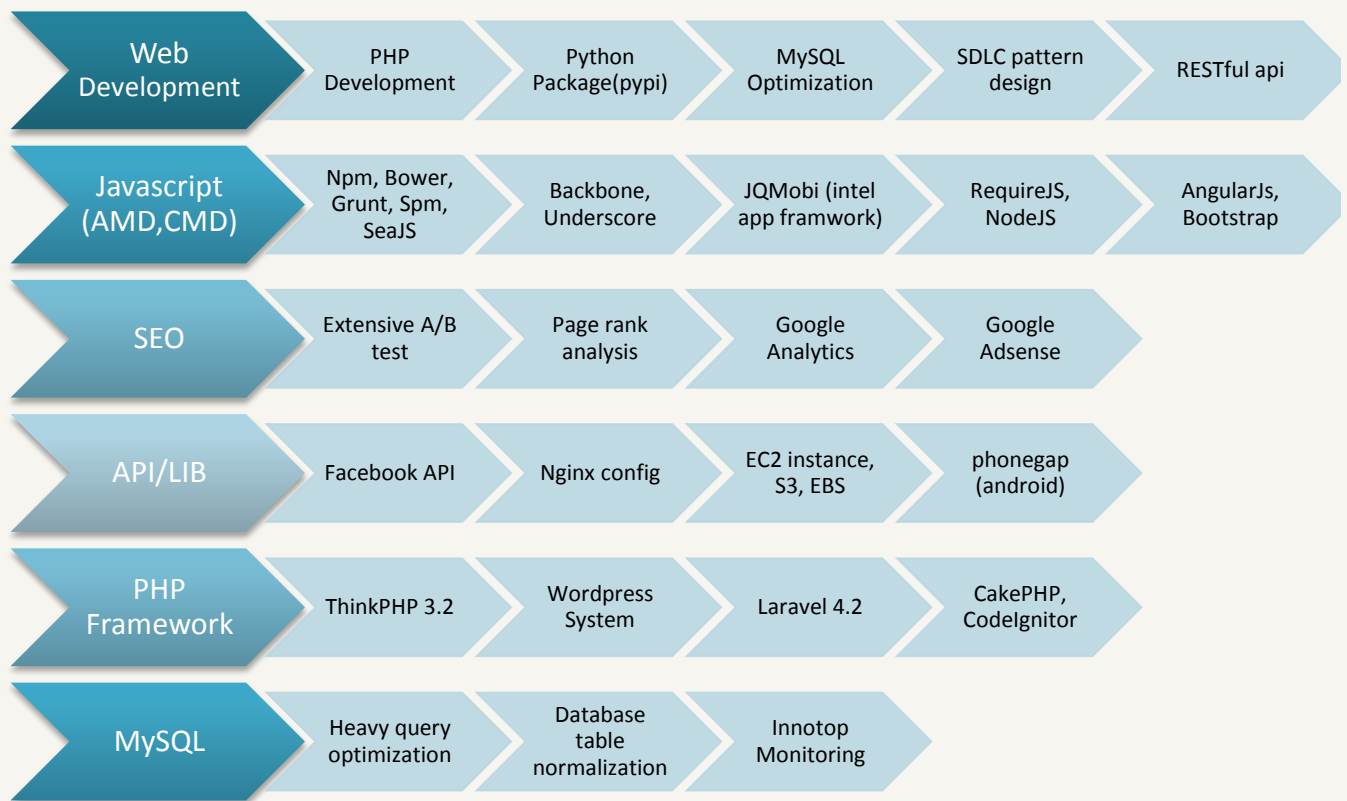 Web
Development
PHP
Development
Python
Package(pypi)
MySQL
Optimization
SDLC pattern
design
RESTful api
Javascript
(AMD,CMD)
Npm, Bower,
Grunt, Spm,
SeaJS
Backbone,
Underscore
JQMobi (intel
app framwork)
RequireJS,
NodeJS
AngularJs,
Bootstrap
SEO
Extensive A/B
test
Page rank
analysis
Google
Analytics
Google
Adsense
API/LIB
Facebook API
Nginx config
EC2 instance,
S3, EBS
phonegap
(android)
PHP
Framework
ThinkPHP 3.2
Wordpress
System
Laravel 4.2
CakePHP,
CodeIgnitor
MySQL
Heavy query
optimization
Database
table
normalization
Innotop
Monitoring